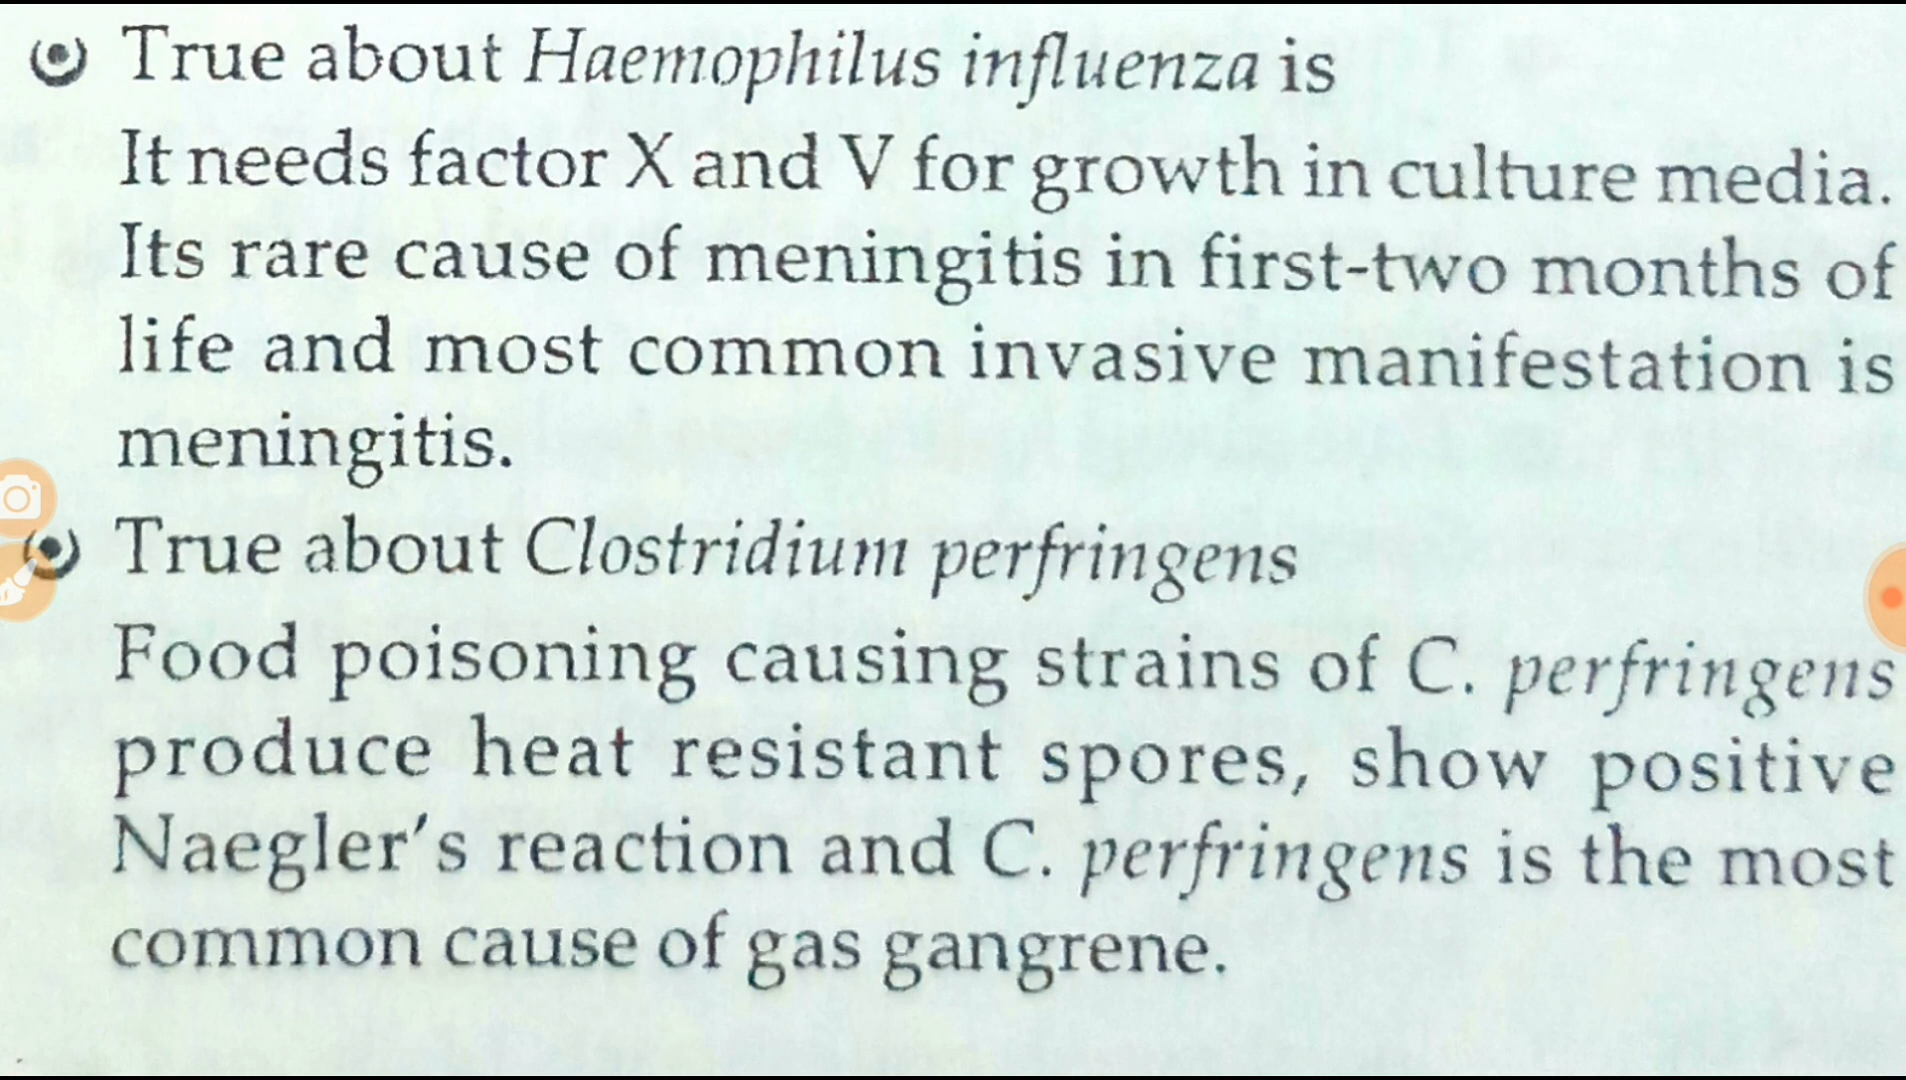 True about Haemophilus influenza is
It needs factor X and V for growth in culture media.
Its rare cause of meningitis in first-two months of
life and most common invasive manifestation is
meningitis.
True about Clostridium perfringens
Food poisoning causing strains of C. perfringens
produce heat resistant spores, show positive
Naegler's reaction and C. perfringens is the most
common cause of gas gangrene.